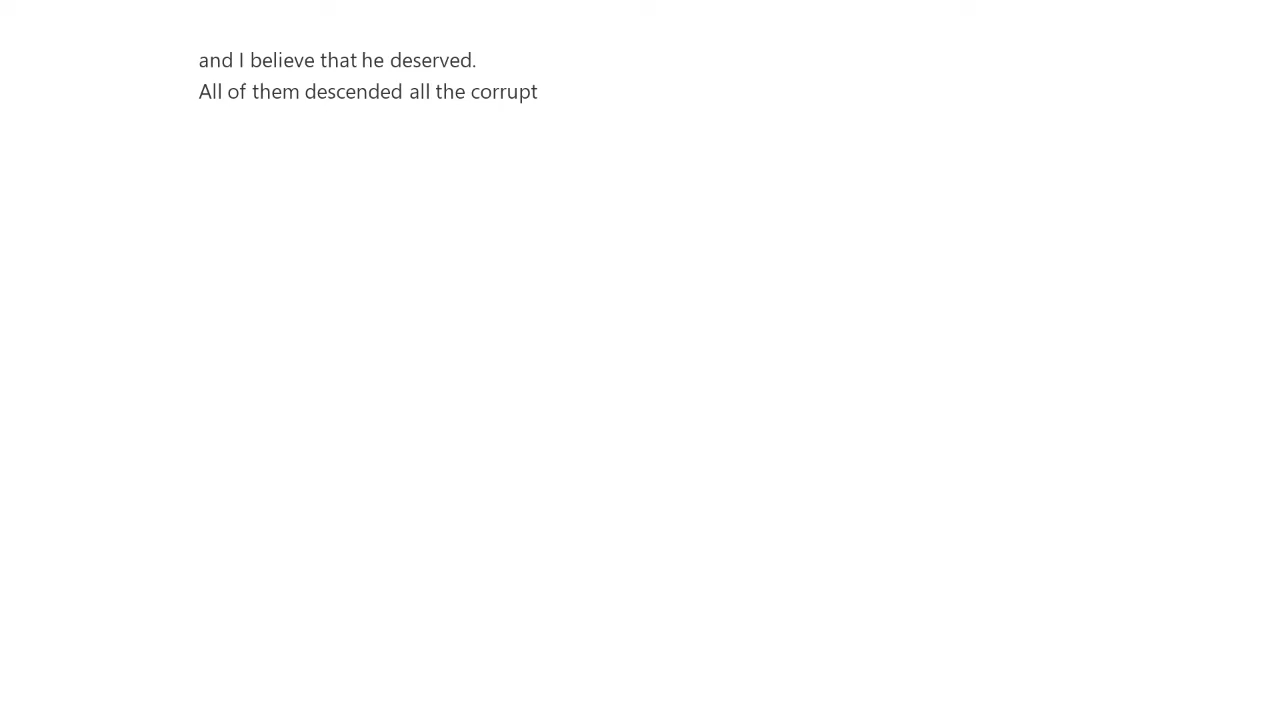 and I believe that he deserved.
All of them descended all the corrupt